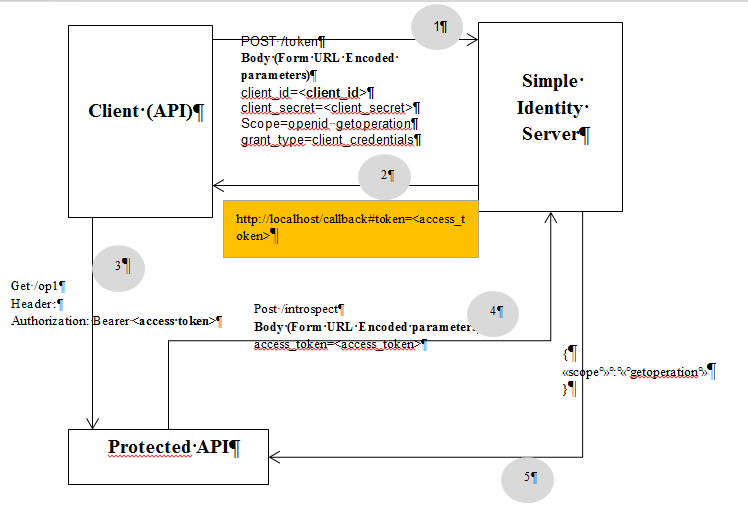 1¶
POST·/token¶
Body·(Form·URL·Encoded·
parameters)¶
client_id=<client_id>¶
client_secret=<client_secret>¶
Scope=openid··getoperation¶
grant_type=client_credentials¶
Client·(API)¶
Simple·
Identity·
Server¶
2¶
http://localhost/callback#token=<access_t
oken>¶
3¶
Get·/op1¶
Header:¶
Authorization:·Bearer·<access·token>¶
Post·/introspect¶
Body·(Form·URL·Encoded·parameter
access_token=<access_token>¶
4¶
{¶
«scope°»°:°«°getoperation°»¶
}¶
Protected·API¶
5¶